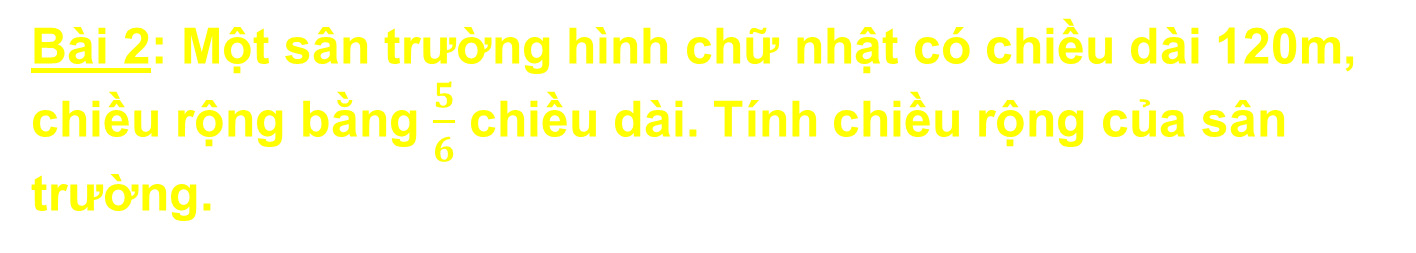 Bài 2: Một sân trường hình chữ nhật có chiều dài 120m,
chiều rộng bằng 5/6 chiều dài. Tính chiều rộng của sân
trường.